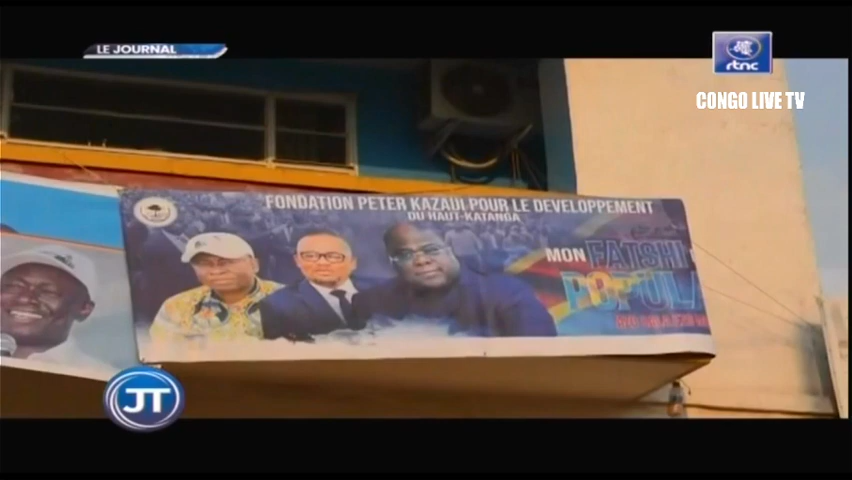 LE JOURNAL
rtnc
CONGO LIVE TV
FONDATION PETER KAZADI POUR LE DEVELOPPEMENT
DU HAUT-KATANGA
MON FATSHI
POPULA
JT